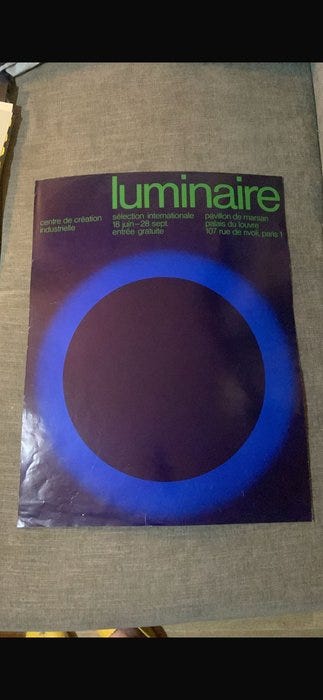 luminaire
centre de création
industrielle
sélection internationale
18 juin–28 sept.
entrée gratuite
pavillon de marsan
palais du louvre
107 rue de rivoli, paris 1